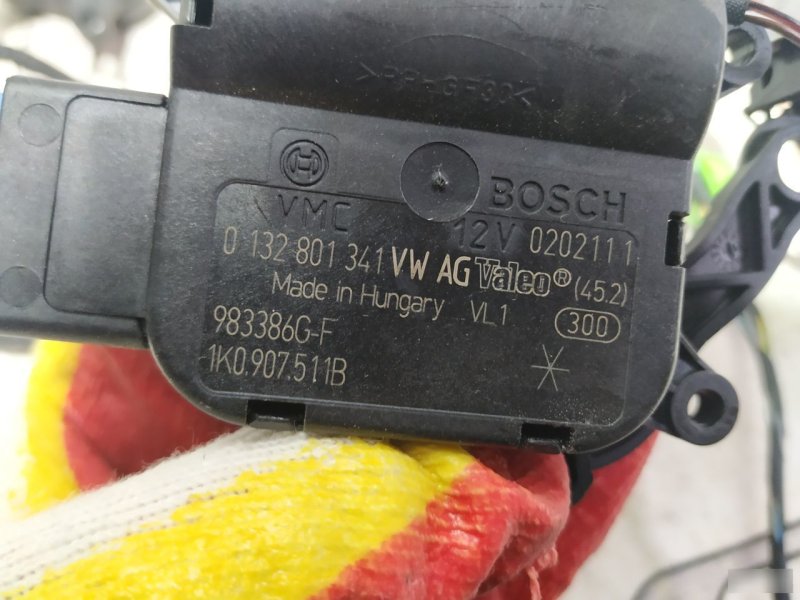 >PP-GF30<
BOSCH
VMC 12V 0202111
0 132 801 341 VW AG Valeo® (45.2)
Made in Hungary VL1 300
983386G-F
1K0.907.511B